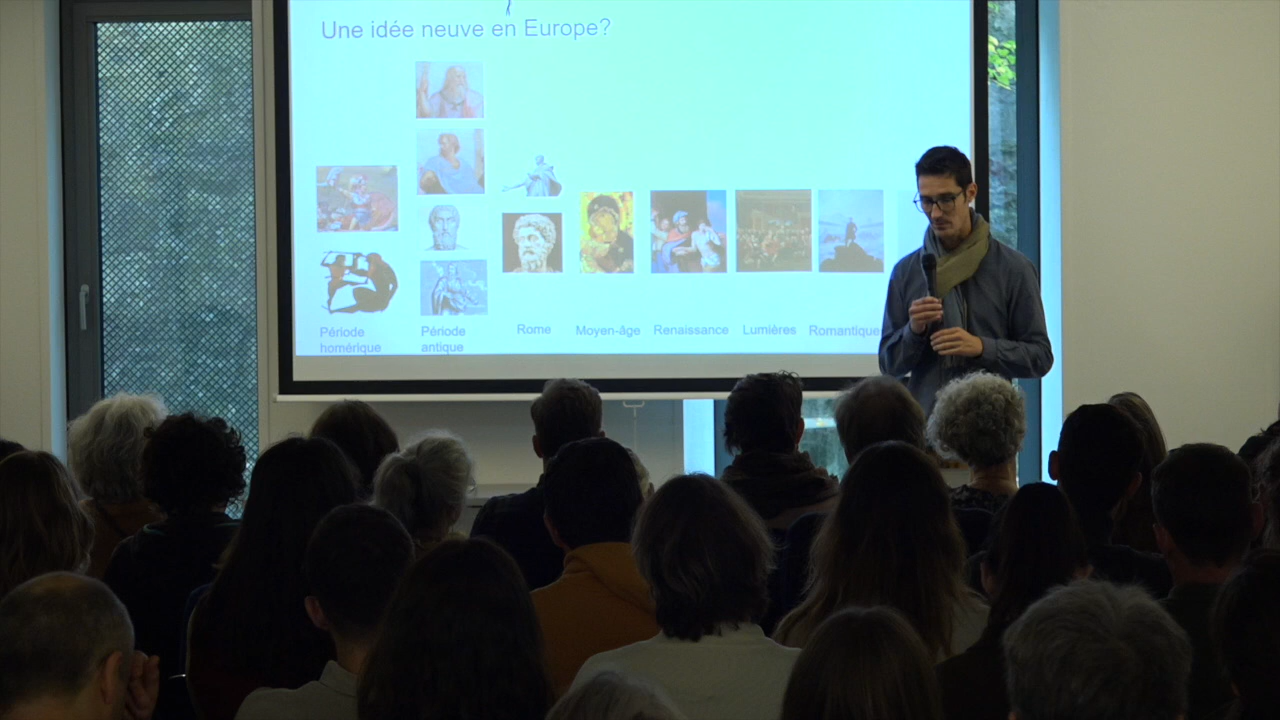 Une idée neuve en Europe?
Période
homérique
Période
antique
Rome
Moyen-âge
Renaissance
Lumières
Romantique